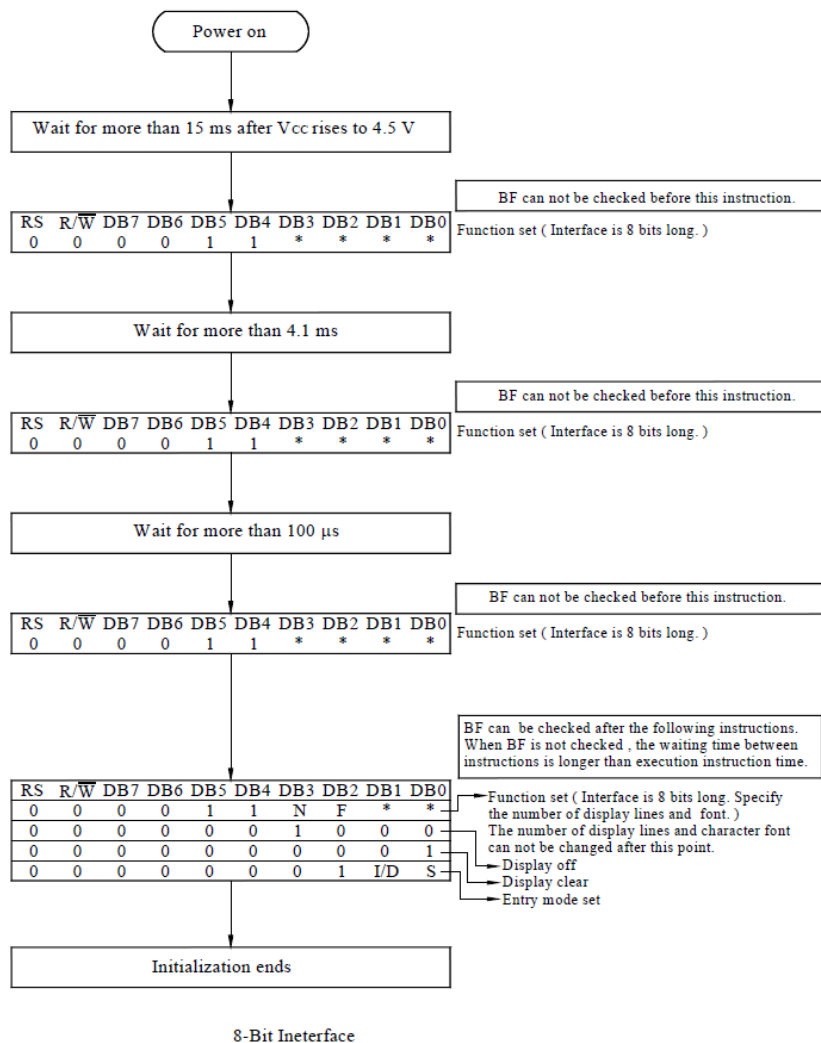 Power on
Wait for more than 15 ms after Vcc rises to 4.5 V
BF can not be checked before this instruction.
RS R/W̅ DB7 DB6 DB5 DB4 DB3 DB2 DB1 DB0
0 0 0 0 1 1 * * * *
Function set ( Interface is 8 bits long. )
Wait for more than 4.1 ms
BF can not be checked before this instruction.
RS R/W̅ DB7 DB6 DB5 DB4 DB3 DB2 DB1 DB0
0 0 0 0 1 1 * * * *
Function set ( Interface is 8 bits long. )
Wait for more than 100 μs
BF can not be checked before this instruction.
RS R/W̅ DB7 DB6 DB5 DB4 DB3 DB2 DB1 DB0
0 0 0 0 1 1 * * * *
Function set ( Interface is 8 bits long. )
BF can be checked after the following instructions.
When BF is not checked , the waiting time between
instructions is longer than execution instruction time.
RS R/W̅ DB7 DB6 DB5 DB4 DB3 DB2 DB1 DB0
0 0 0 0 1 1 N F * *
0 0 0 0 0 0 1 0 0 0
0 0 0 0 0 0 0 0 0 1
0 0 0 0 0 0 0 1 I/D S
Function set ( Interface is 8 bits long. Specify
the number of display lines and font. )
The number of display lines and character font
can not be changed after this point.
Display off
Display clear
Entry mode set
Initialization ends
8-Bit Ineterface